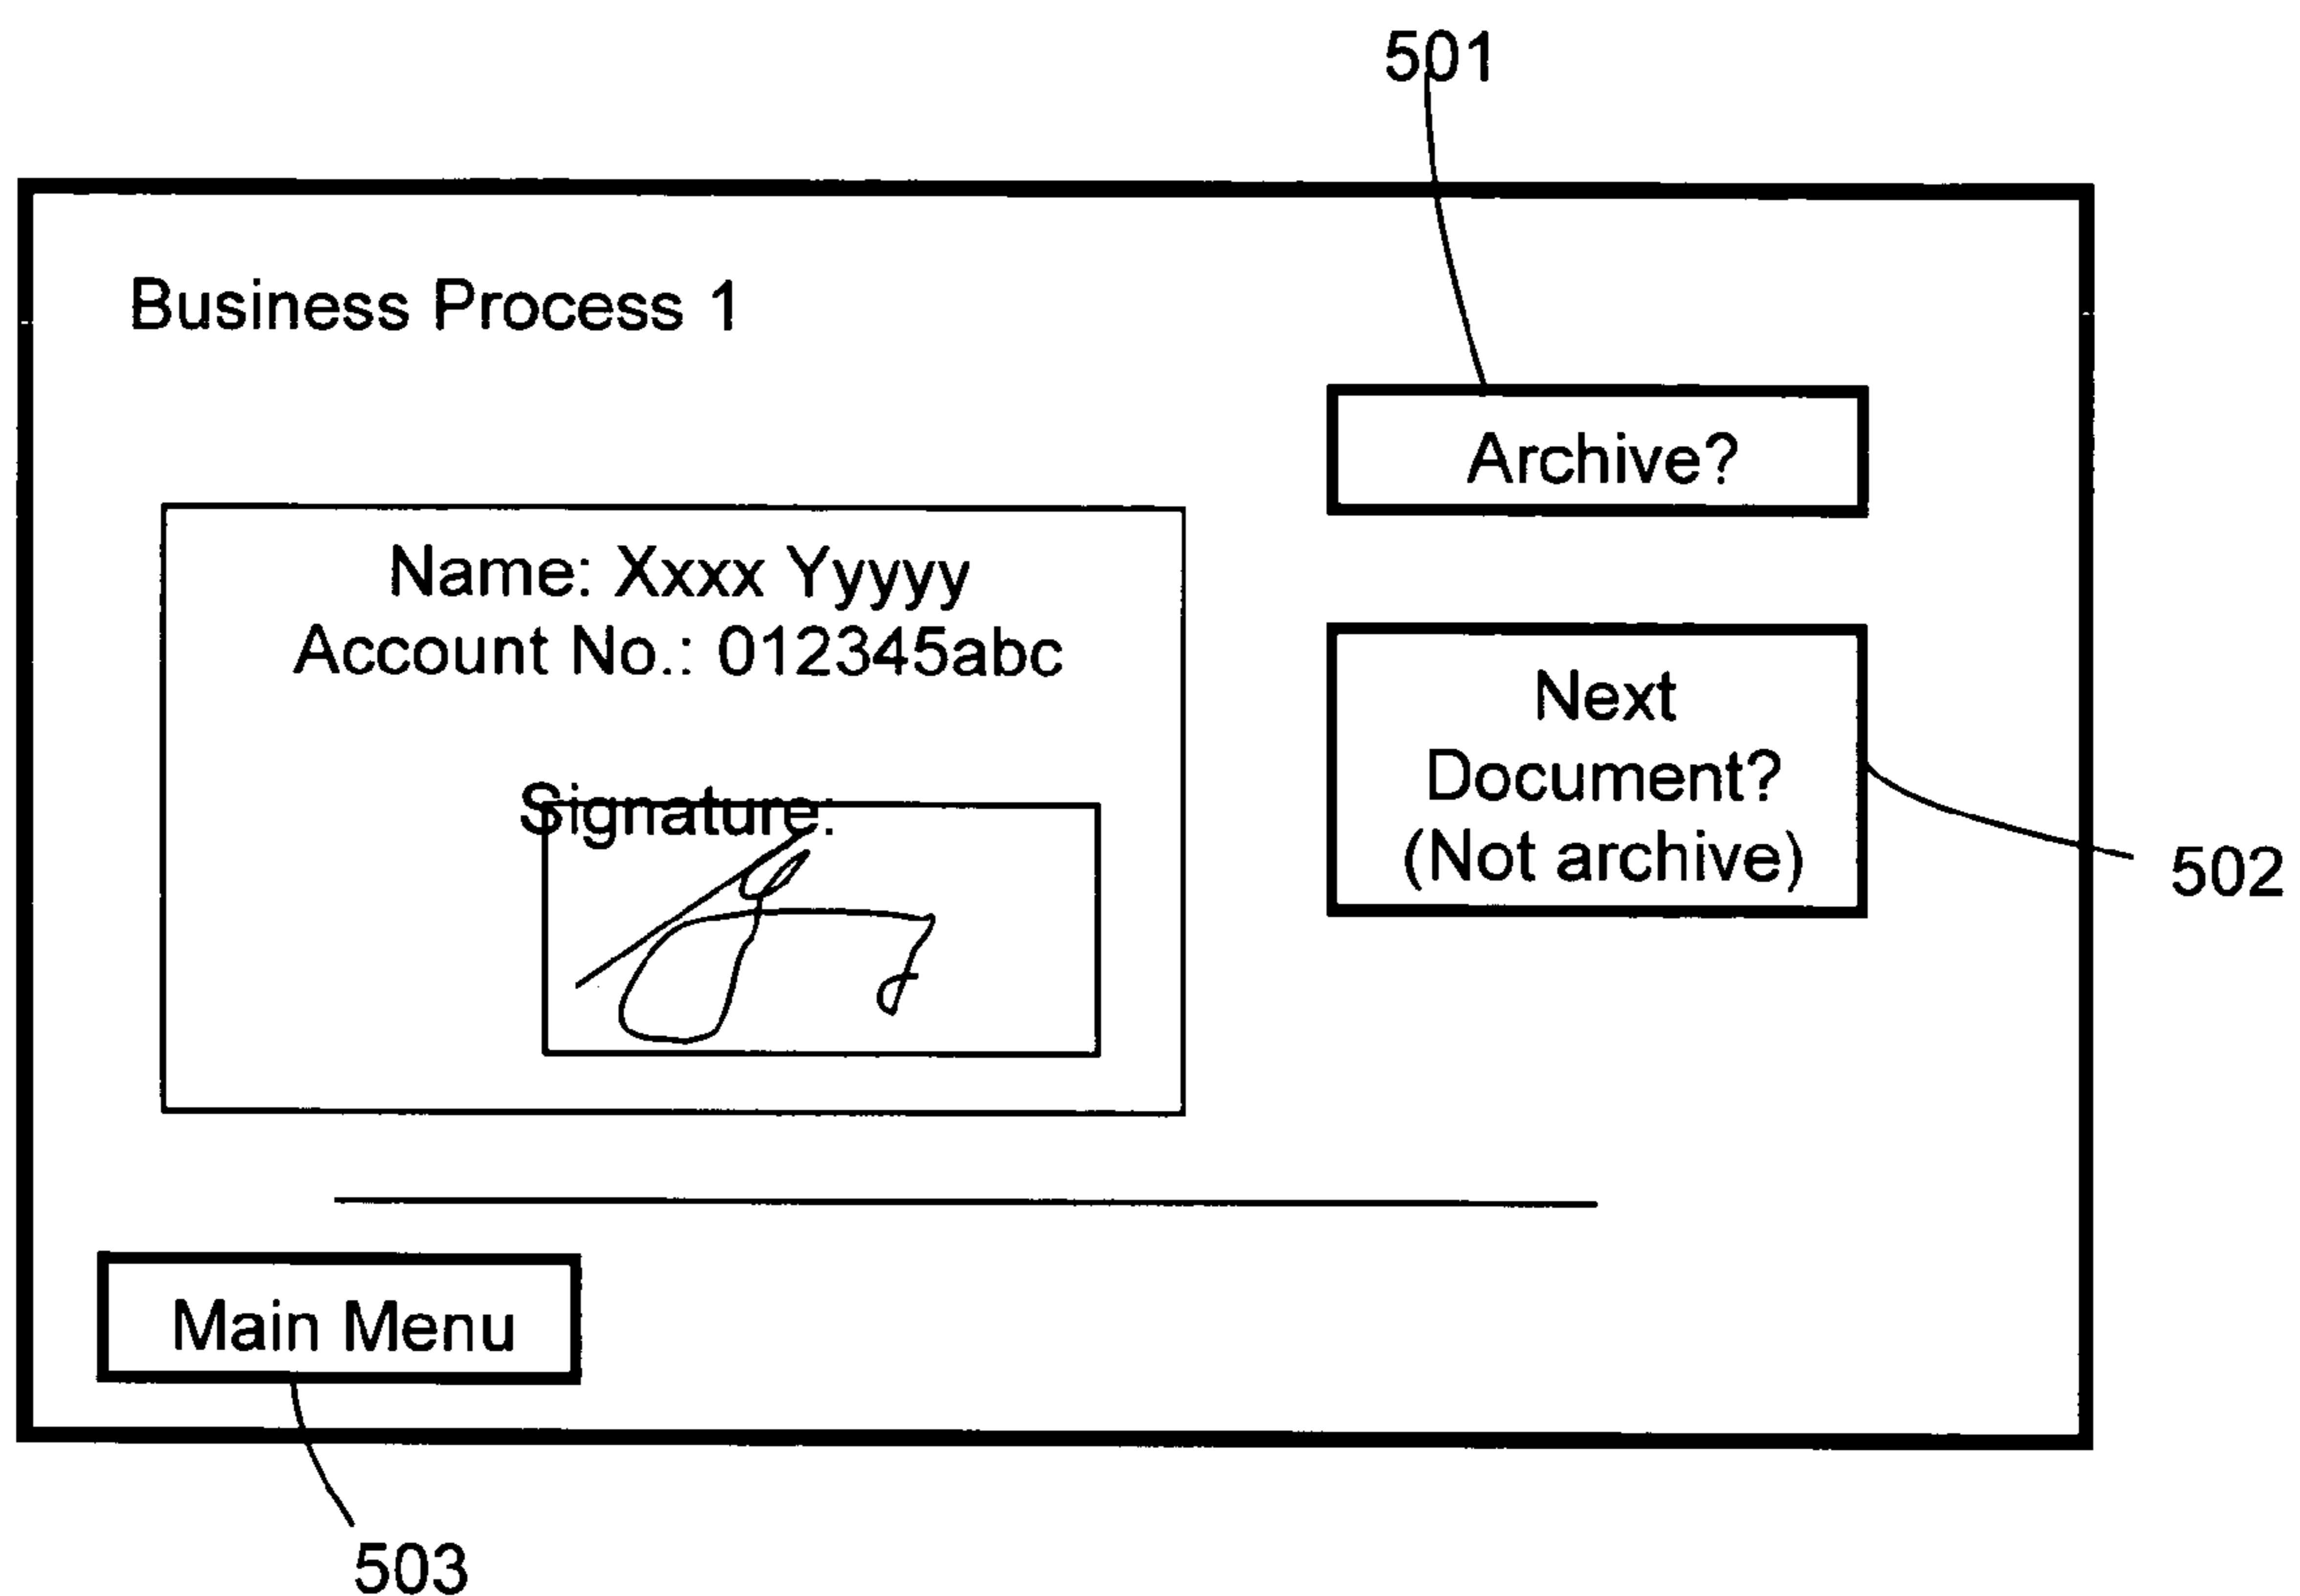 501
Business Process 1
Archive?
Name: Xxxx Yyyyy
Account No.: 012345abc
Signature:
Next
Document?
(Not archive)
502
Main Menu
503